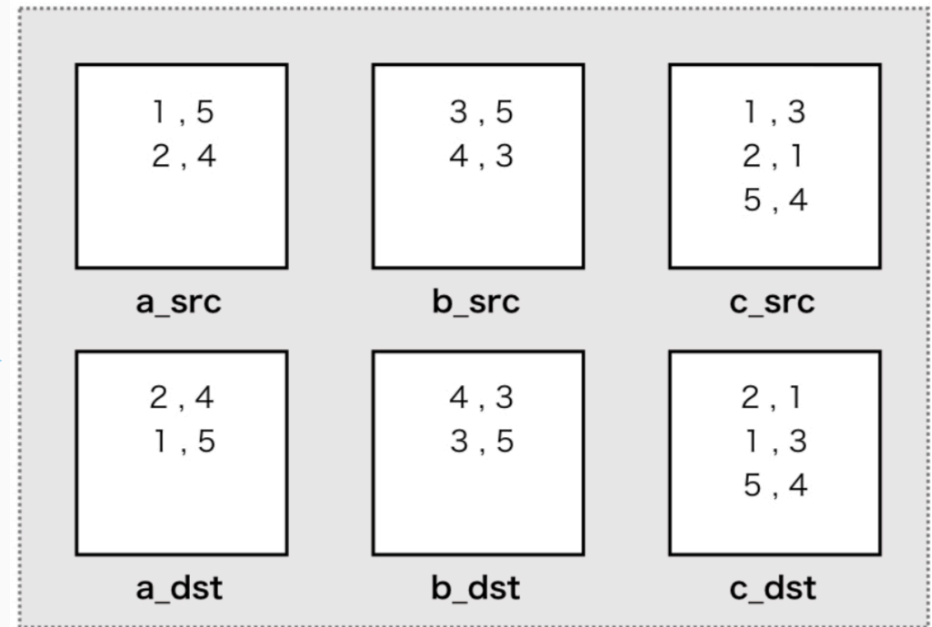 1 , 5
2 , 4
a_src
3 , 5
4 , 3
b_src
1 , 3
2 , 1
5 , 4
c_src
2 , 4
1 , 5
a_dst
4 , 3
3 , 5
b_dst
2 , 1
1 , 3
5 , 4
c_dst